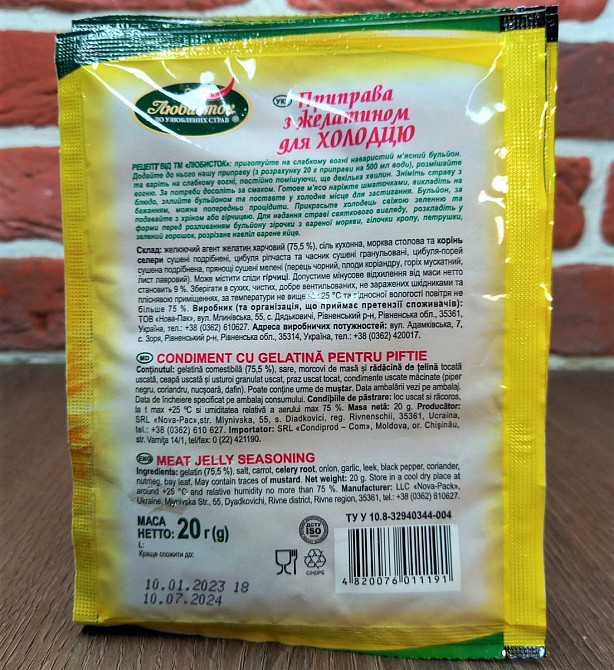 Любисток®
ДО УЛЮБЛЕНИХ СТРАВ
UK Приправа
з желатином
для ХОЛОДЦЮ
РЕЦЕПТ ВІД ТМ «ЛЮБИСТОК»: приготуйте на слабкому вогні наваристий м'ясний бульйон.
Додайте до нього нашу приправу (з розрахунку 20 г приправи на 500 мл води), розмішайте
та варіть на слабкому вогні, постійно помішуючи, ще декілька хвилин. Зніміть страву з
вогню. За потреби досоліть за смаком. Готове м'ясо наріжте шматочками, викладіть на
блюдо, залийте бульйоном та поставте у холодне місце для застигання. Бульйон, за
бажанням, можна попередньо процідити. Прикрасьте холодець свіжою зеленню та
подавайте з хріном або гірчицею. Для надання страві святкового вигляду, розкладіть у
формі перед розливанням бульйону зірочки з вареної моркви, гілочки кропу, петрушки,
зелений горошок, розрізане навпіл варене яйце.
Склад: желюючий агент желатин харчовий (75,5 %), сіль кухонна, морква столова та корінь
селери сушені подрібнені, цибуля ріпчаста та часник сушені гранульовані, цибуля-порей
сушена подрібнена, прянощі сушені мелені (перець чорний, плоди коріандру, горіх мускатний,
лист лавровий). Може містити сліди гірчиці. Допустиме мінусове відхилення від маси нетто
становить 9 %. Зберігати в сухих, чистих, добре вентильованих, не заражених шкідниками та
пліснявою приміщеннях, за температури не вище +25 °С та відносної вологості повітря не
більше 75 %. Виробник (та організація, що приймає претензії споживачів):
ТОВ «Нова-Пак», вул. Млинівська, 55, с. Дядьковичі, Рівненський р-н, Рівненська обл., 35361,
Україна, тел.: +38 (0362) 610627. Адреса виробничих потужностей: вул. Адамківська, 7,
с. Зоря, Рівненський р-н, Рівненська обл., 35314, Україна, тел.: +38 (0362) 420017.
MD CONDIMENT CU GELATINĂ PENTRU PIFTIE
Conținutul: gelatină comestibilă (75,5 %), sare, morcovi de masă și rădăcină de țelină tocată
uscată, ceapă uscată și usturoi granulat uscat, praz uscat tocat, condimente uscate măcinate (piper
negru, coriandru, nucșoară, dafin). Poate conține urme de muștar. Data ambalării vezi pe ambalaj.
Data de încheiere specificat pe ambalaj consumului. Condițiile de păstrare: loc uscat si răcoros,
la t max +25 °C si umiditatea relativă a aerului max 75 %. Masa netă: 20 g. Producător:
SRL «Nova-Pac»,str. Mlynivska, 55, s. Diadkovici, reg. Rivnenschii, 35361, Ucraina,
tel.: +38 (0362) 610 627. Importator: SRL «Condiprod – Com», Moldova, or. Chișinău,
str. Varnița 14/1, tel/fax: 0 (22) 421190.
ENG MEAT JELLY SEASONING
Ingredients: gelatin (75,5 %), salt, carrot, celery root, onion, garlic, leek, black pepper, coriander,
nutmeg, bay leaf. May contain traces of mustard. Net weight: 20 g. Store in a cool dry place at
around +25 °C and relative humidity no more than 75 %. Manufacturer: LLC «Nova-Pack»,
Ukraine, Mlynivska Str., 55, Dyadkovichi, Rivne district, Rivne region, 35361, tel.: +38 (0362) 610627.
МАСА
НЕТТО: 20 г (g)
L:
Краще спожити до:
ДСТУ
ISO
ТУ У 10.8-32940344-004
C/HDPE
4 820076 011191
10.01.2023 18
10.07.2024